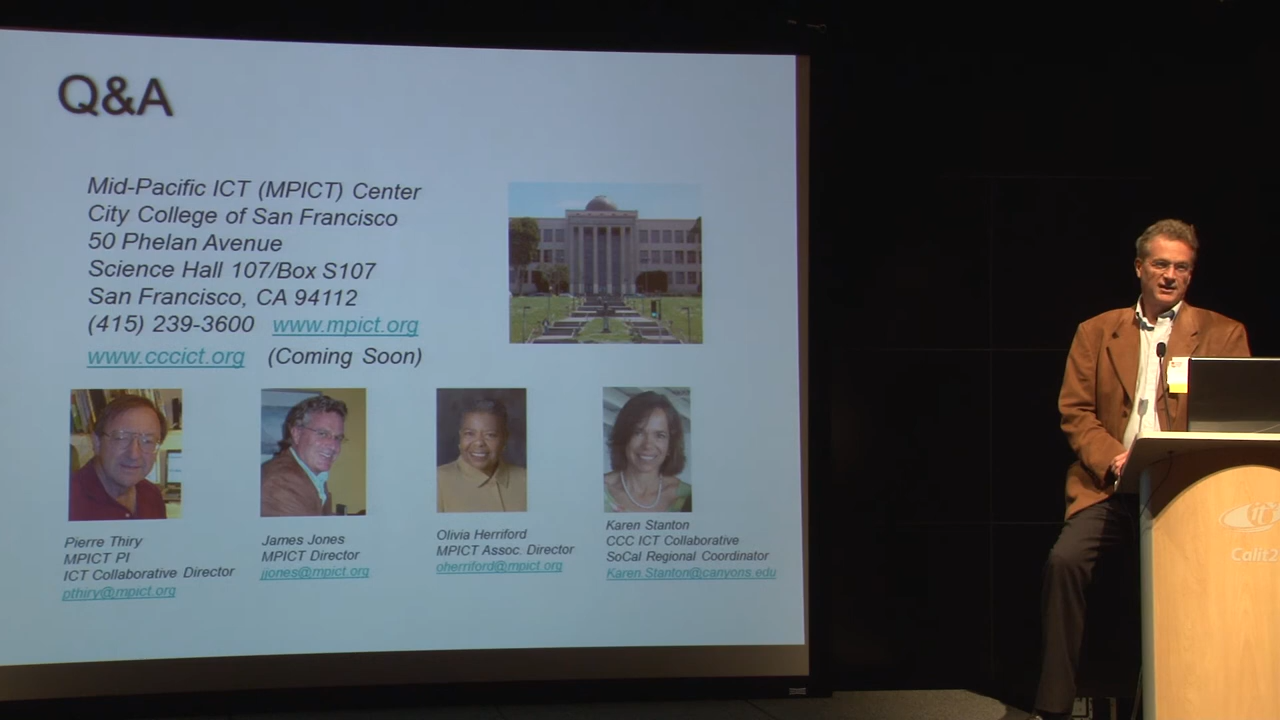 Q&A
Mid-Pacific ICT (MPICT) Center
City College of San Francisco
50 Phelan Avenue
Science Hall 107/Box S107
San Francisco, CA 94112
(415) 239-3600 www.mpict.org
www.cccict.org (Coming Soon)
Pierre Thiry
MPICT PI
ICT Collaborative Director
pthiry@mpict.org
James Jones
MPICT Director
jjones@mpict.org
Olivia Herriford
MPICT Assoc. Director
oherriford@mpict.org
Karen Stanton
CCC ICT Collaborative
SoCal Regional Coordinator
Karen.Stanton@canyons.edu
it2
Calit2